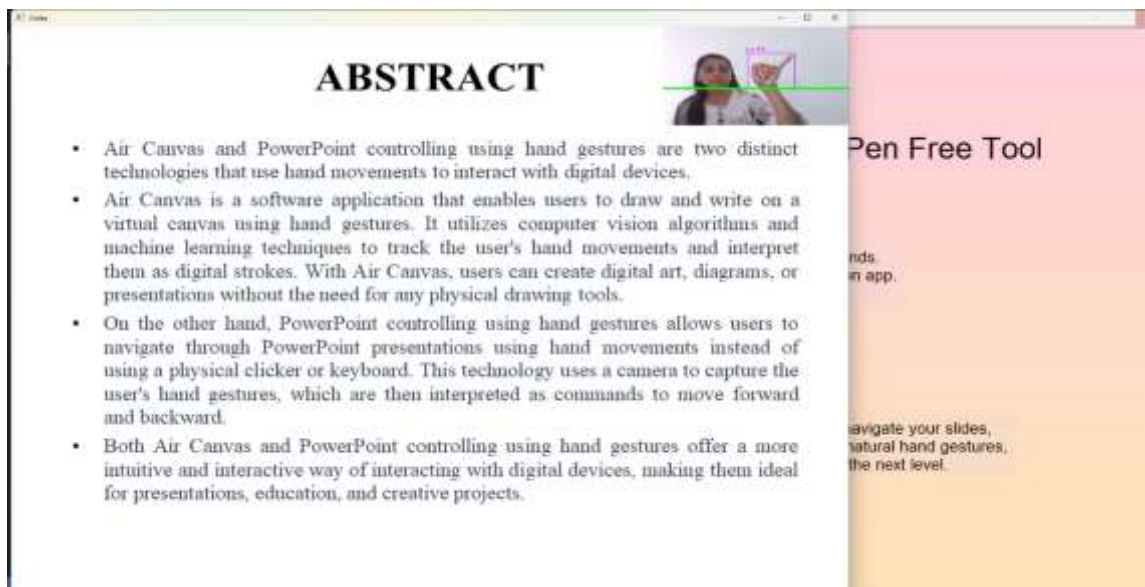 ABSTRACT
• Air Canvas and PowerPoint controlling using hand gestures are two distinct
technologies that use hand movements to interact with digital devices.
• Air Canvas is a software application that enables users to draw and write on a
virtual canvas using hand gestures. It utilizes computer vision algorithms and
machine learning techniques to track the user's hand movements and interpret
them as digital strokes. With Air Canvas, users can create digital art, diagrams, or
presentations without the need for any physical drawing tools.
• On the other hand, PowerPoint controlling using hand gestures allows users to
navigate through PowerPoint presentations using hand movements instead of
using a physical clicker or keyboard. This technology uses a camera to capture the
user's hand gestures, which are then interpreted as commands to move forward
and backward.
• Both Air Canvas and PowerPoint controlling using hand gestures offer a more
intuitive and interactive way of interacting with digital devices, making them ideal
for presentations, education, and creative projects.
Pen Free Tool
nds.
n app.
avigate your slides,
natural hand gestures,
the next level.